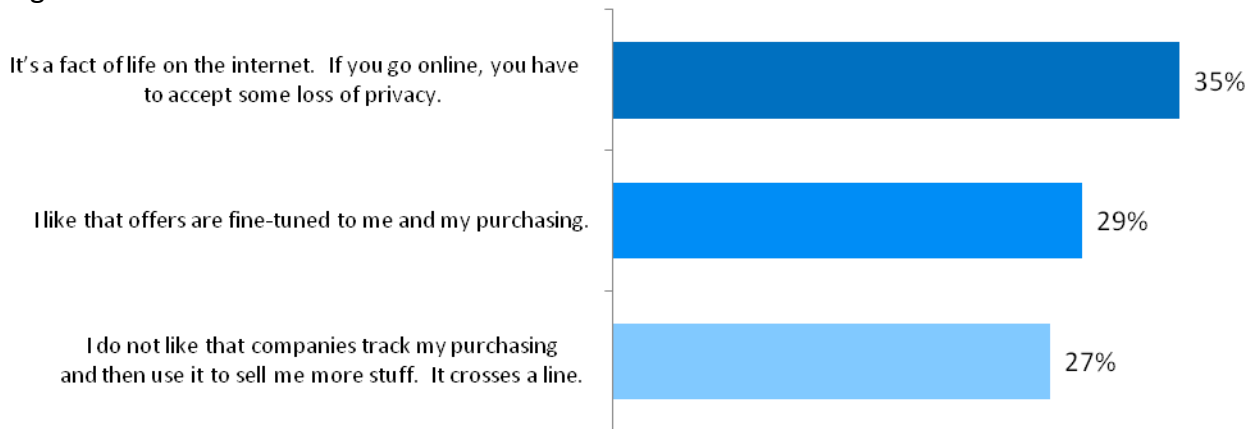 It's a fact of life on the internet.  If you go online, you have
to accept some loss of privacy.
35%
I like that offers are fine-tuned to me and my purchasing.
29%
I do not like that companies track my purchasing
and then use it to sell me more stuff.  It crosses a line.
27%